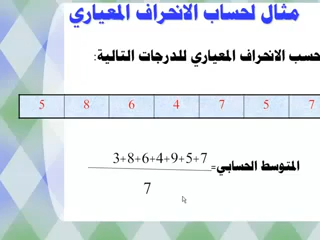 مثال لحساب الانحراف المعياري
حسب الانحراف المعياري للدرجات التالية:
5 8 6 4 7 5 7
المتوسط الحسابي= 3+8+6+4+9+5+7
7